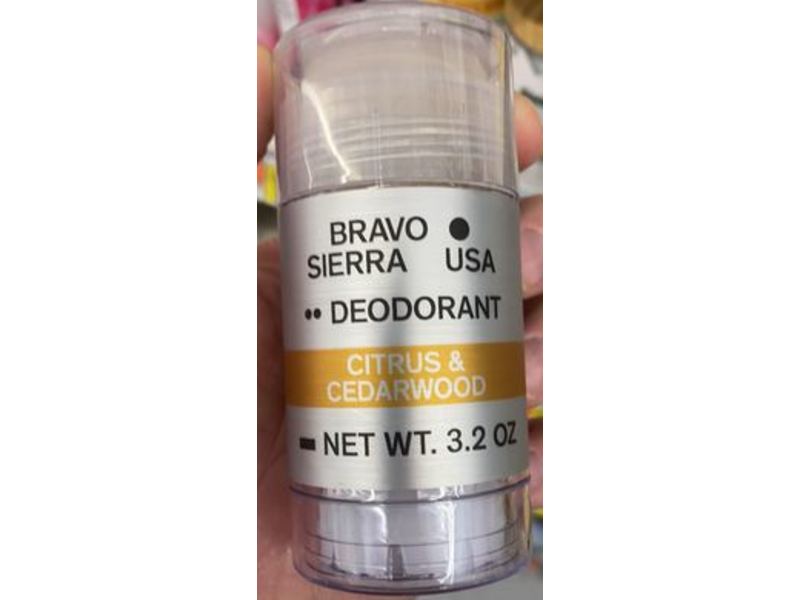 BRAVO
SIERRA USA
DEODORANT
CITRUS &
CEDARWOOD
NET WT. 3.2 OZ